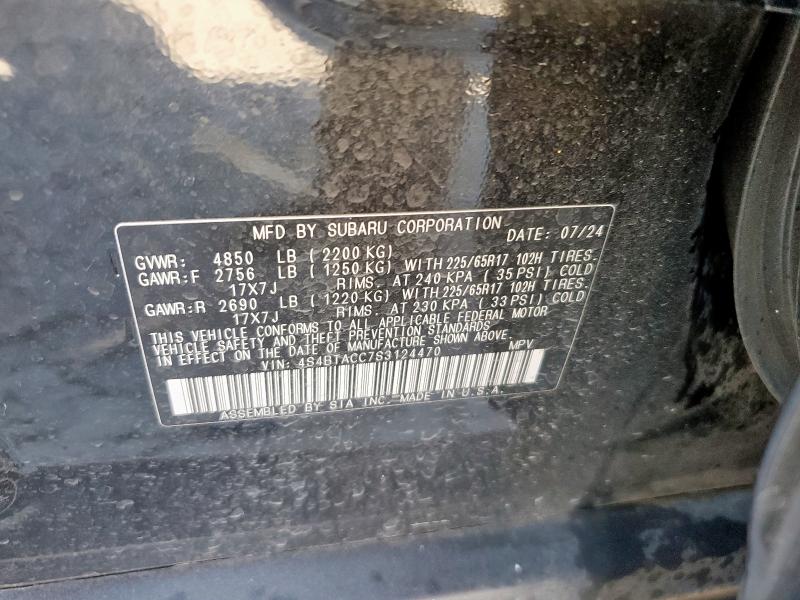 MFD BY SUBARU CORPORATION DATE: 07/24
GVWR: 4850 LB (2200 KG)
GAWR:F 2756 LB (1250 KG) WITH 225/65R17 102H TIRES.
17X7J RIMS. AT 240 KPA (35 PSI) COLD
GAWR:R 2690 LB (1220 KG) WITH 225/65R17 102H TIRES.
17X7J RIMS. AT 230 KPA (33 PSI) COLD
THIS VEHICLE CONFORMS TO ALL APPLICABLE FEDERAL MOTOR
VEHICLE SAFETY AND THEFT PREVENTION STANDARDS
IN EFFECT ON THE DATE OF MANUFACTURE SHOWN ABOVE.
VIN: 4S4BTACC7S3124470 MPV
ASSEMBLED BY SIA INC. MADE IN U.S.A.